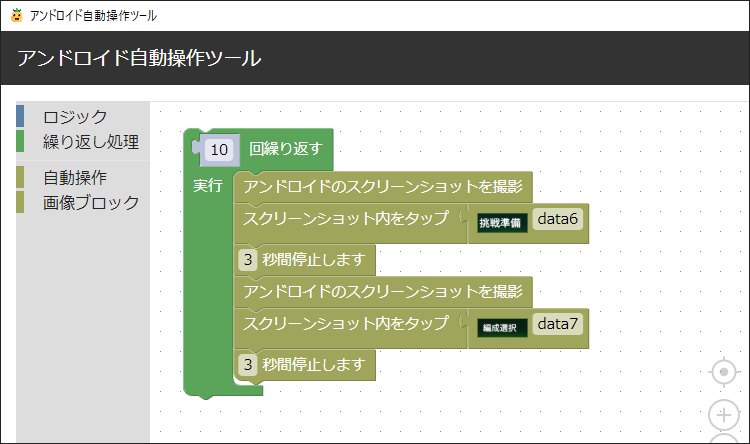 アンドロイド自動操作ツール
アンドロイド自動操作ツール
ロジック
繰り返し処理
自動操作
画像ブロック
10 回繰り返す
実行
アンドロイドのスクリーンショットを撮影
スクリーンショット内をタップ 挑戦準備 data6
3 秒間停止します
アンドロイドのスクリーンショットを撮影
スクリーンショット内をタップ 編成選択 data7
3 秒間停止します